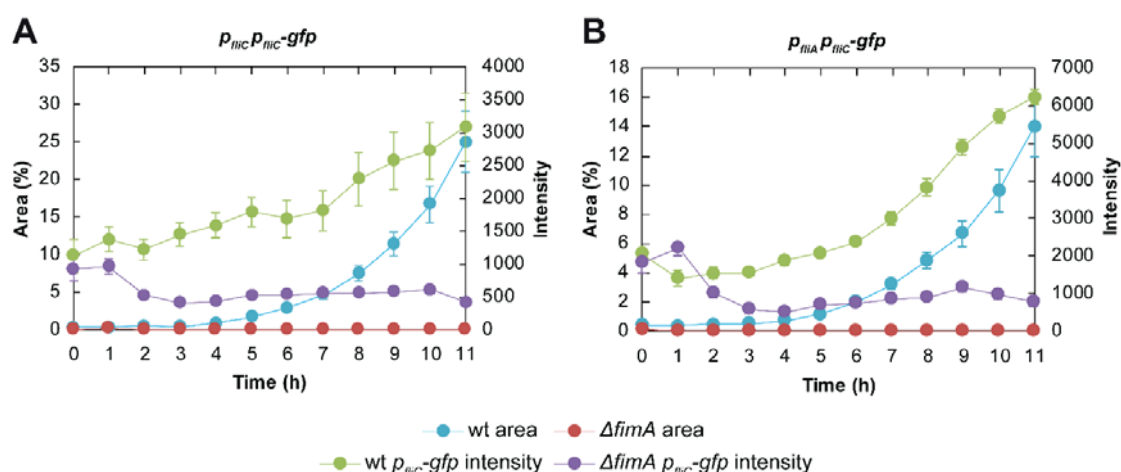 A
p_fliC p_fliC-gfp
35
30
25
20
15
10
5
0
Area (%)
4000
3500
3000
2500
2000
1500
1000
500
0
Intensity
0 1 2 3 4 5 6 7 8 9 10 11
Time (h)
B
p_fliA p_fliC-gfp
18
16
14
12
10
8
6
4
2
0
Area (%)
7000
6000
5000
4000
3000
2000
1000
0
Intensity
0 1 2 3 4 5 6 7 8 9 10 11
Time (h)
wt area ΔfimA area
wt p_fliC-gfp intensity ΔfimA p_fliC-gfp intensity